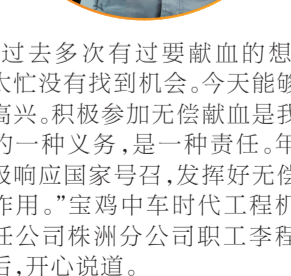 过去多次有过要献血的想
太忙没有找到机会。今天能够
高兴。积极参加无偿献血是我
的一种义务,是一种责任。年
极响应国家号召,发挥好无偿
作用。”宝鸡中车时代工程机
任公司株洲分公司职工李程
后,开心说道。